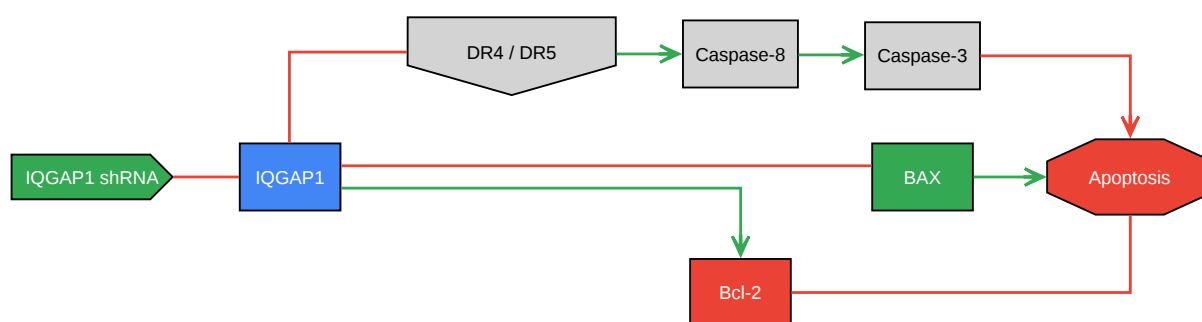 DR4 / DR5
Caspase-8
Caspase-3
IQGAP1 shRNA
IQGAP1
BAX
Apoptosis
Bcl-2